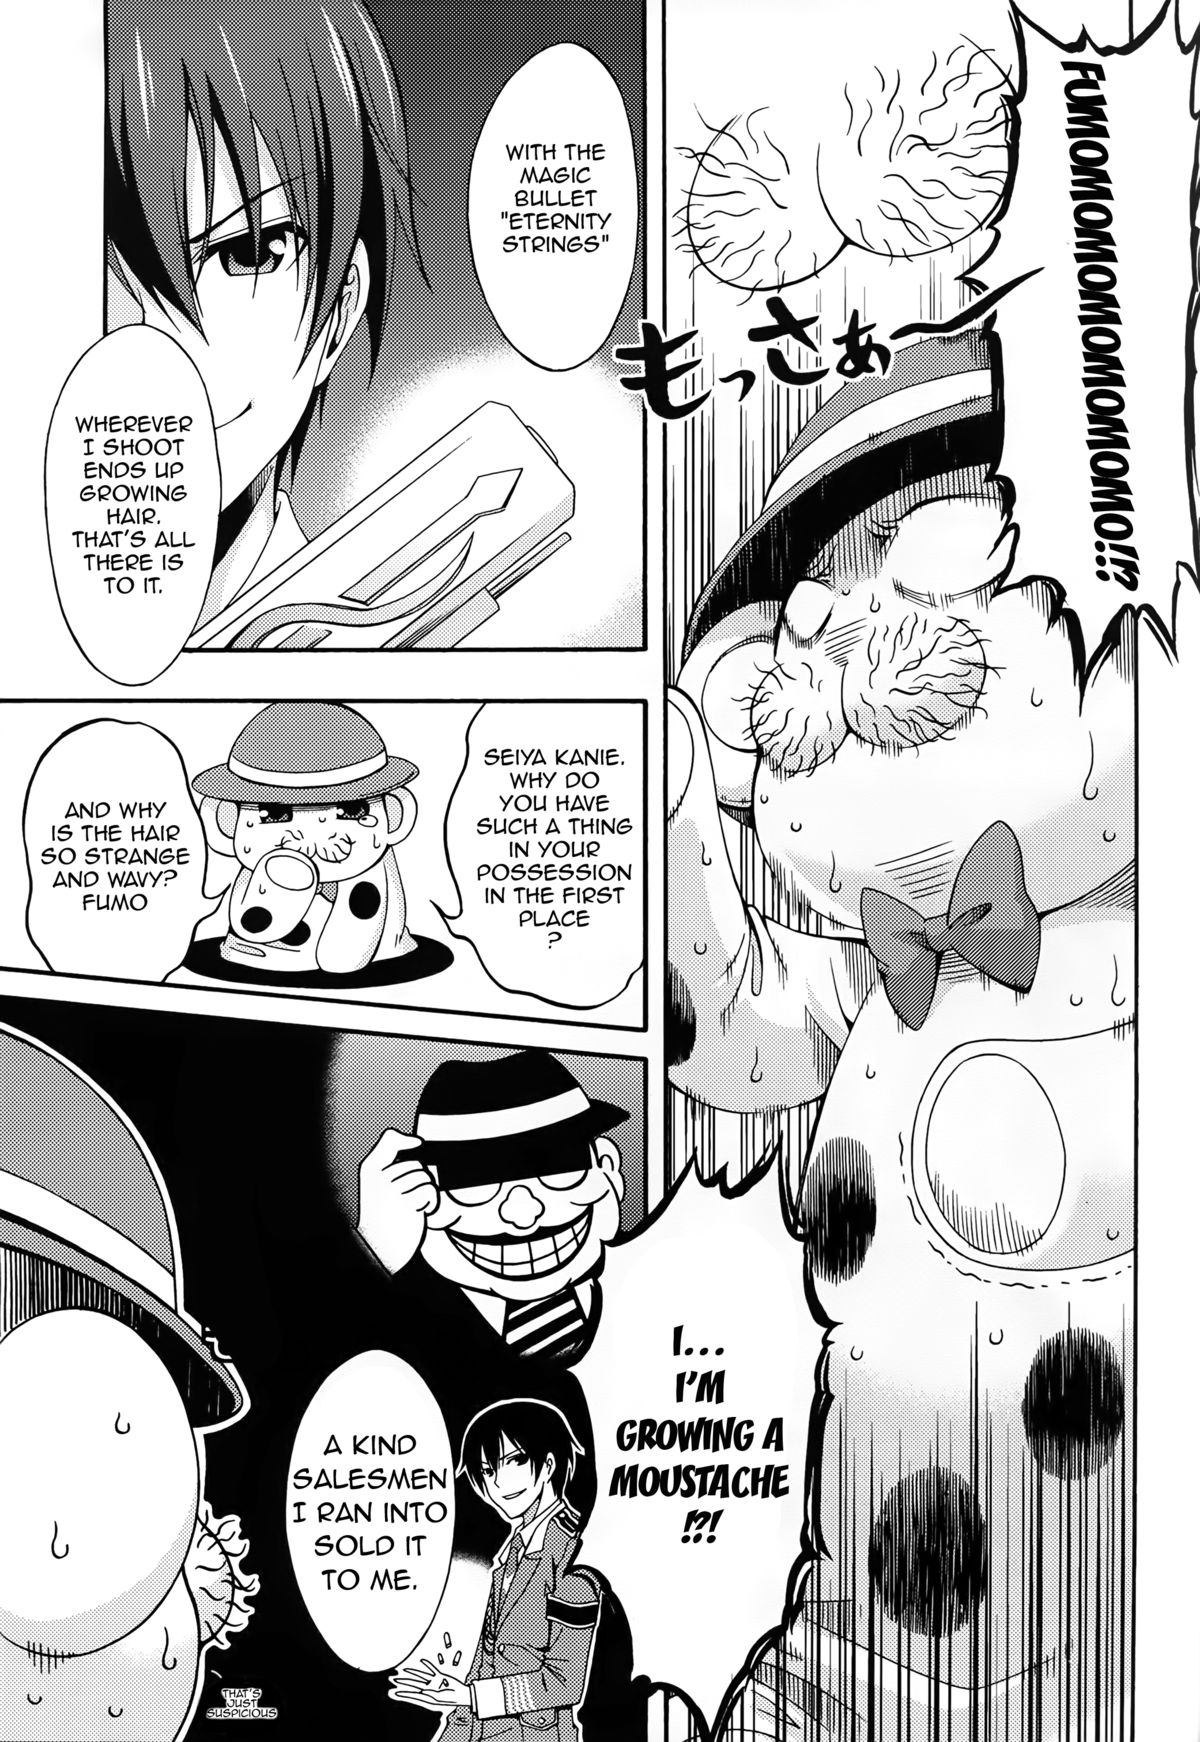 FUMOMOMOMOMOMOMOMO!!?
もっさぁー
I...
I'M
GROWING A
MOUSTACHE
!?!
WITH THE
MAGIC
BULLET
"ETERNITY
STRINGS"
WHEREVER
I SHOOT
ENDS UP
GROWING
HAIR.
THAT'S ALL
THERE IS
TO IT.
SEIYA KANIE.
WHY DO
YOU HAVE
SUCH A THING
IN YOUR
POSSESSION
IN THE FIRST
PLACE
?
AND WHY
IS THE HAIR
SO STRANGE
AND WAVY?
FUMO
A KIND
SALESMEN
I RAN INTO
SOLD IT
TO ME.
THAT'S
JUST
SUSPICIOUS